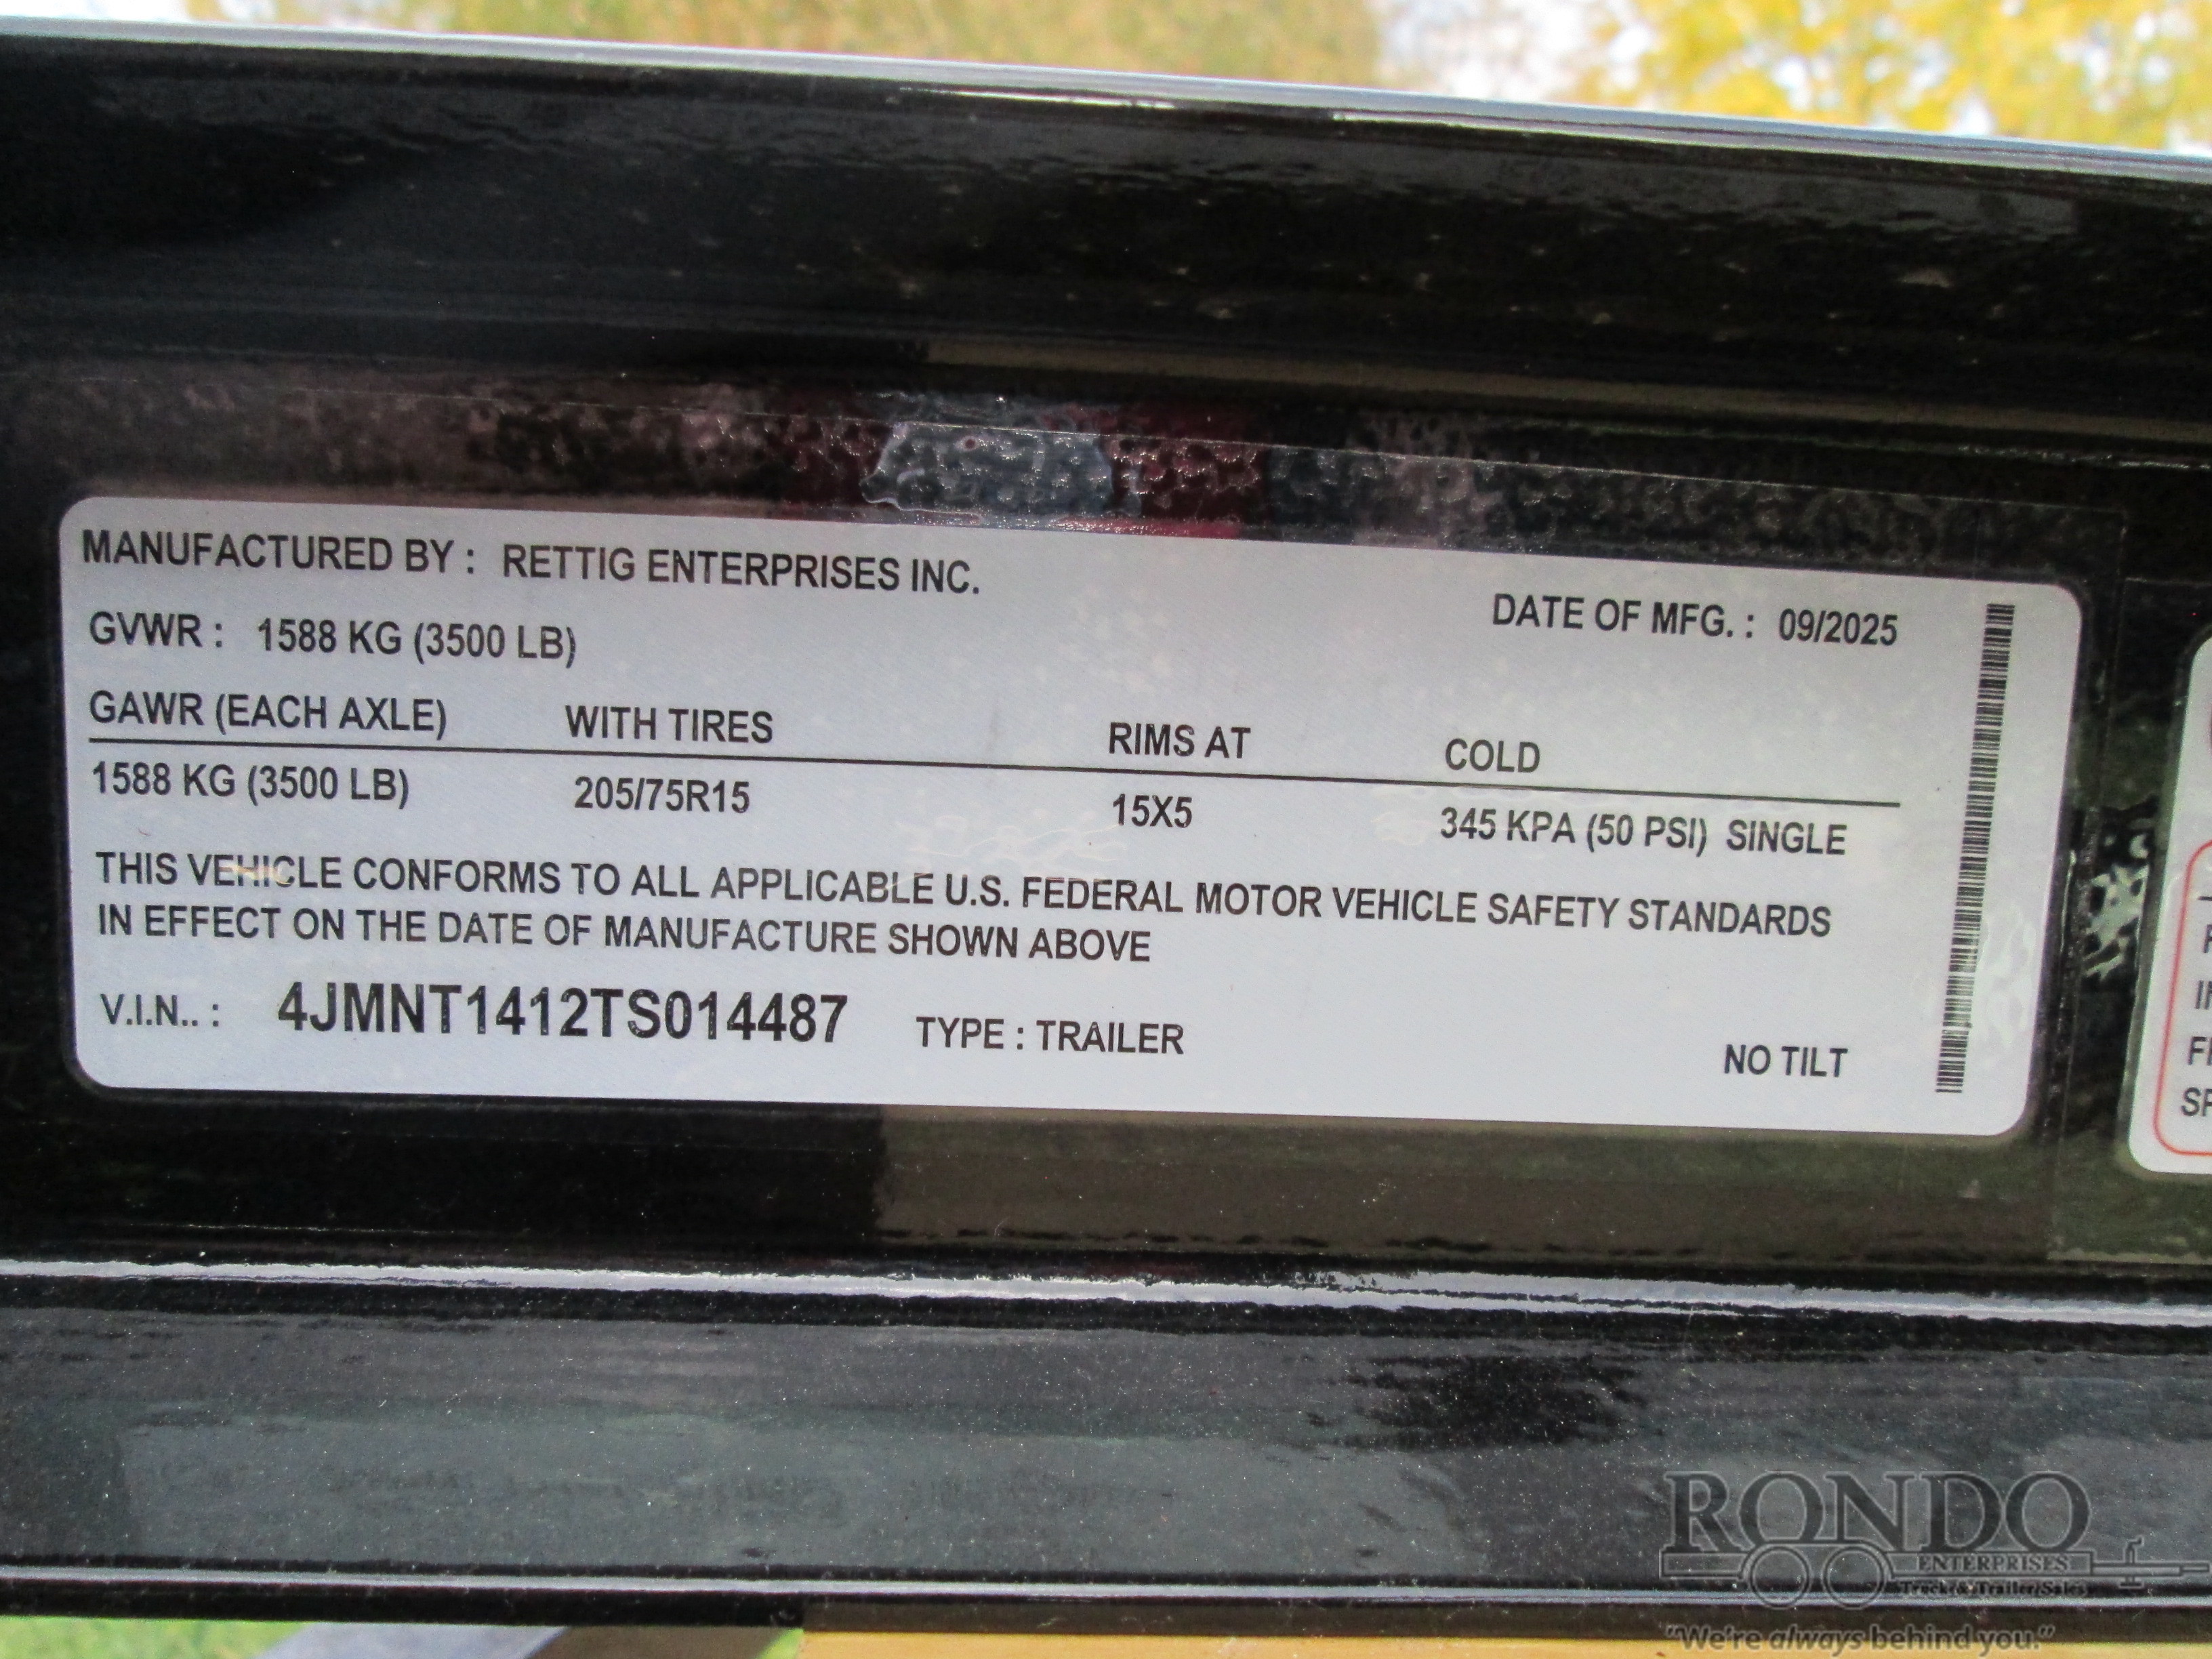 MANUFACTURED BY : RETTIG ENTERPRISES INC.
DATE OF MFG. : 09/2025
GVWR : 1588 KG (3500 LB)
GAWR (EACH AXLE) WITH TIRES RIMS AT COLD
1588 KG (3500 LB) 205/75R15 15X5 345 KPA (50 PSI) SINGLE
THIS VEHICLE CONFORMS TO ALL APPLICABLE U.S. FEDERAL MOTOR VEHICLE SAFETY STANDARDS
IN EFFECT ON THE DATE OF MANUFACTURE SHOWN ABOVE
V.I.N.. : 4JMNT1412TS014487 TYPE : TRAILER NO TILT
RONDO
ENTERPRISES
Truck & Trailer Sales
"We're always behind you."